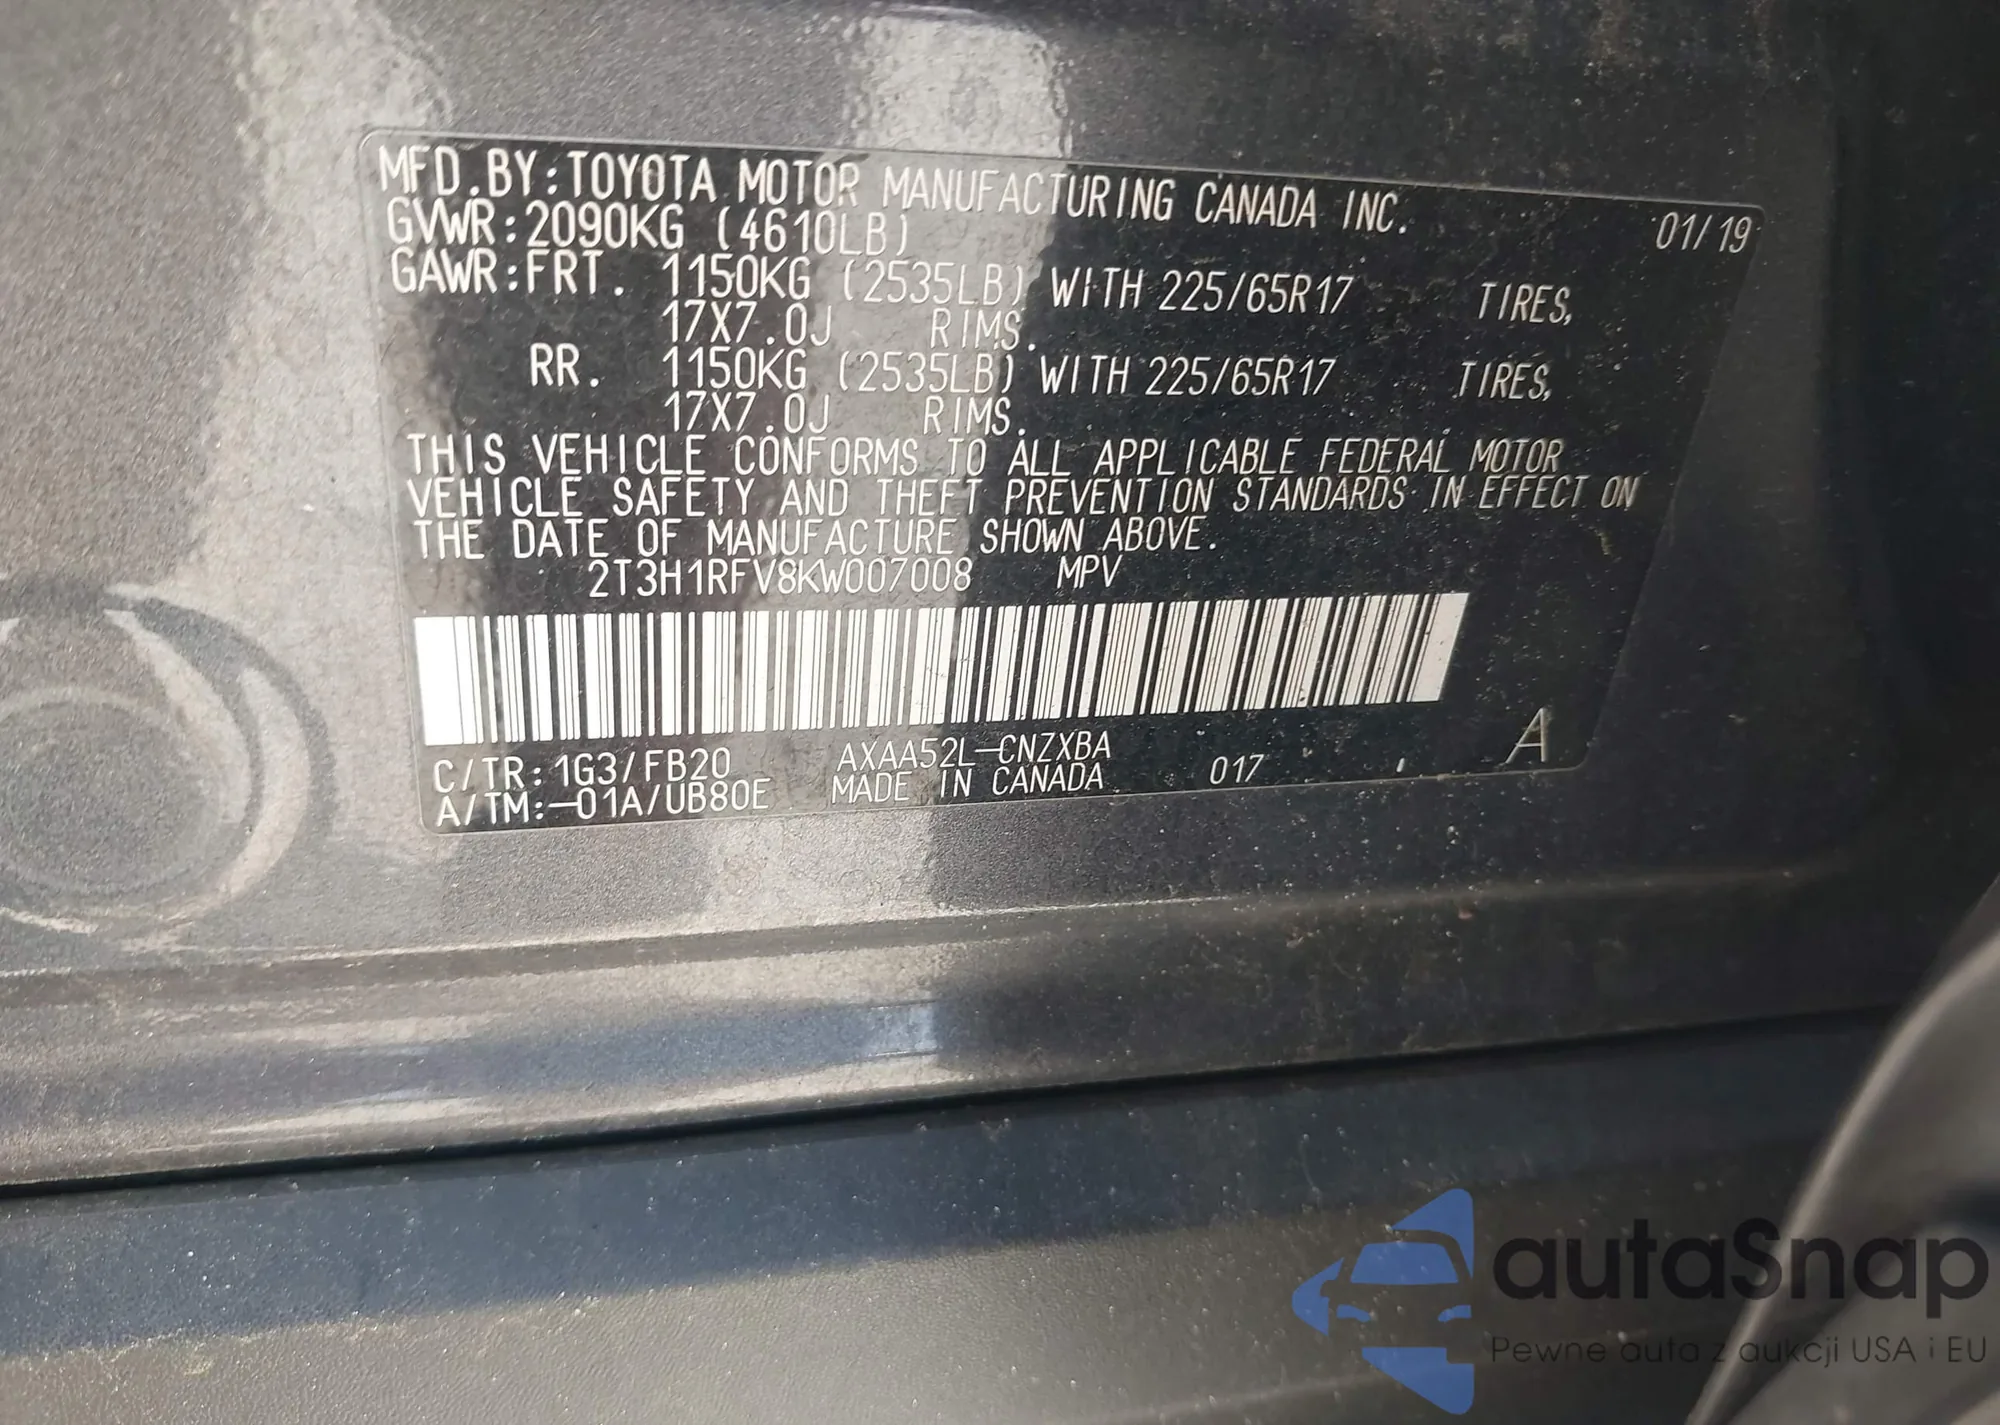 MFD.BY:TOYOTA MOTOR MANUFACTURING CANADA INC. 01/19
GVWR:2090KG (4610LB)
GAWR:FRT. 1150KG (2535LB) WITH 225/65R17 TIRES,
17X7.0J RIMS.
RR. 1150KG (2535LB) WITH 225/65R17 TIRES,
17X7.0J RIMS.
THIS VEHICLE CONFORMS TO ALL APPLICABLE FEDERAL MOTOR
VEHICLE SAFETY AND THEFT PREVENTION STANDARDS IN EFFECT ON
THE DATE OF MANUFACTURE SHOWN ABOVE.
2T3H1RFV8KW007008 MPV
C/TR:1G3/FB20 AXAA52L-CNZXBA
A/TM:-01A/UB80E MADE IN CANADA 017 A
autaSnap
Pewne auta z aukcji USA i EU